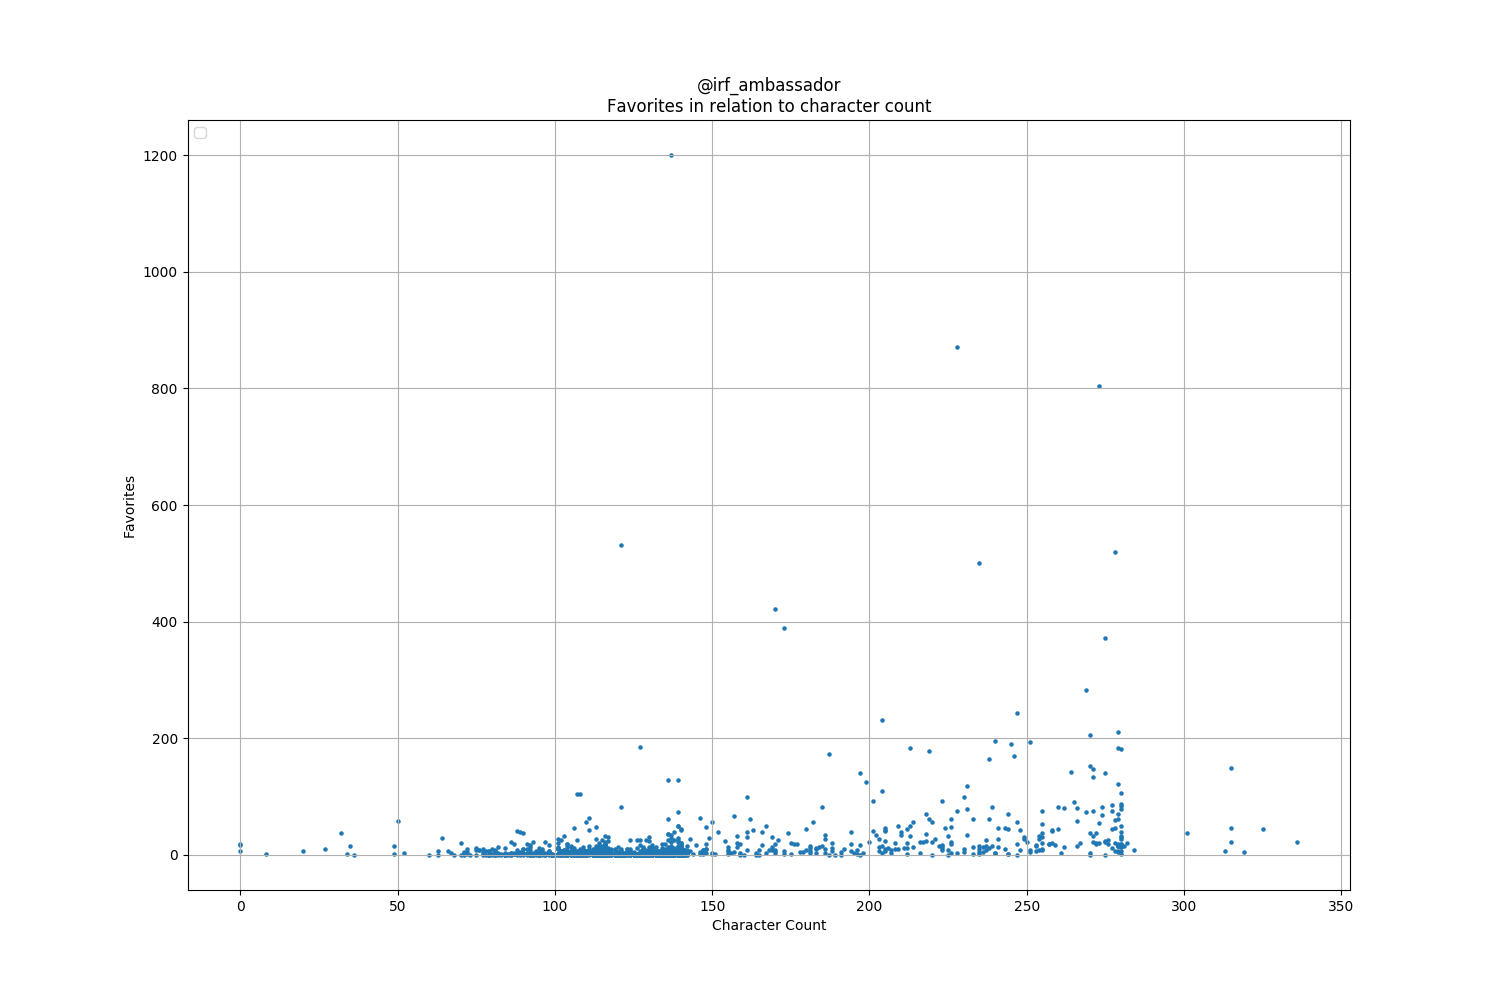 @irf_ambassador
Favorites in relation to character count
1200
1000
800
600
400
200
0
Favorites
0 50 100 150 200 250 300 350
Character Count